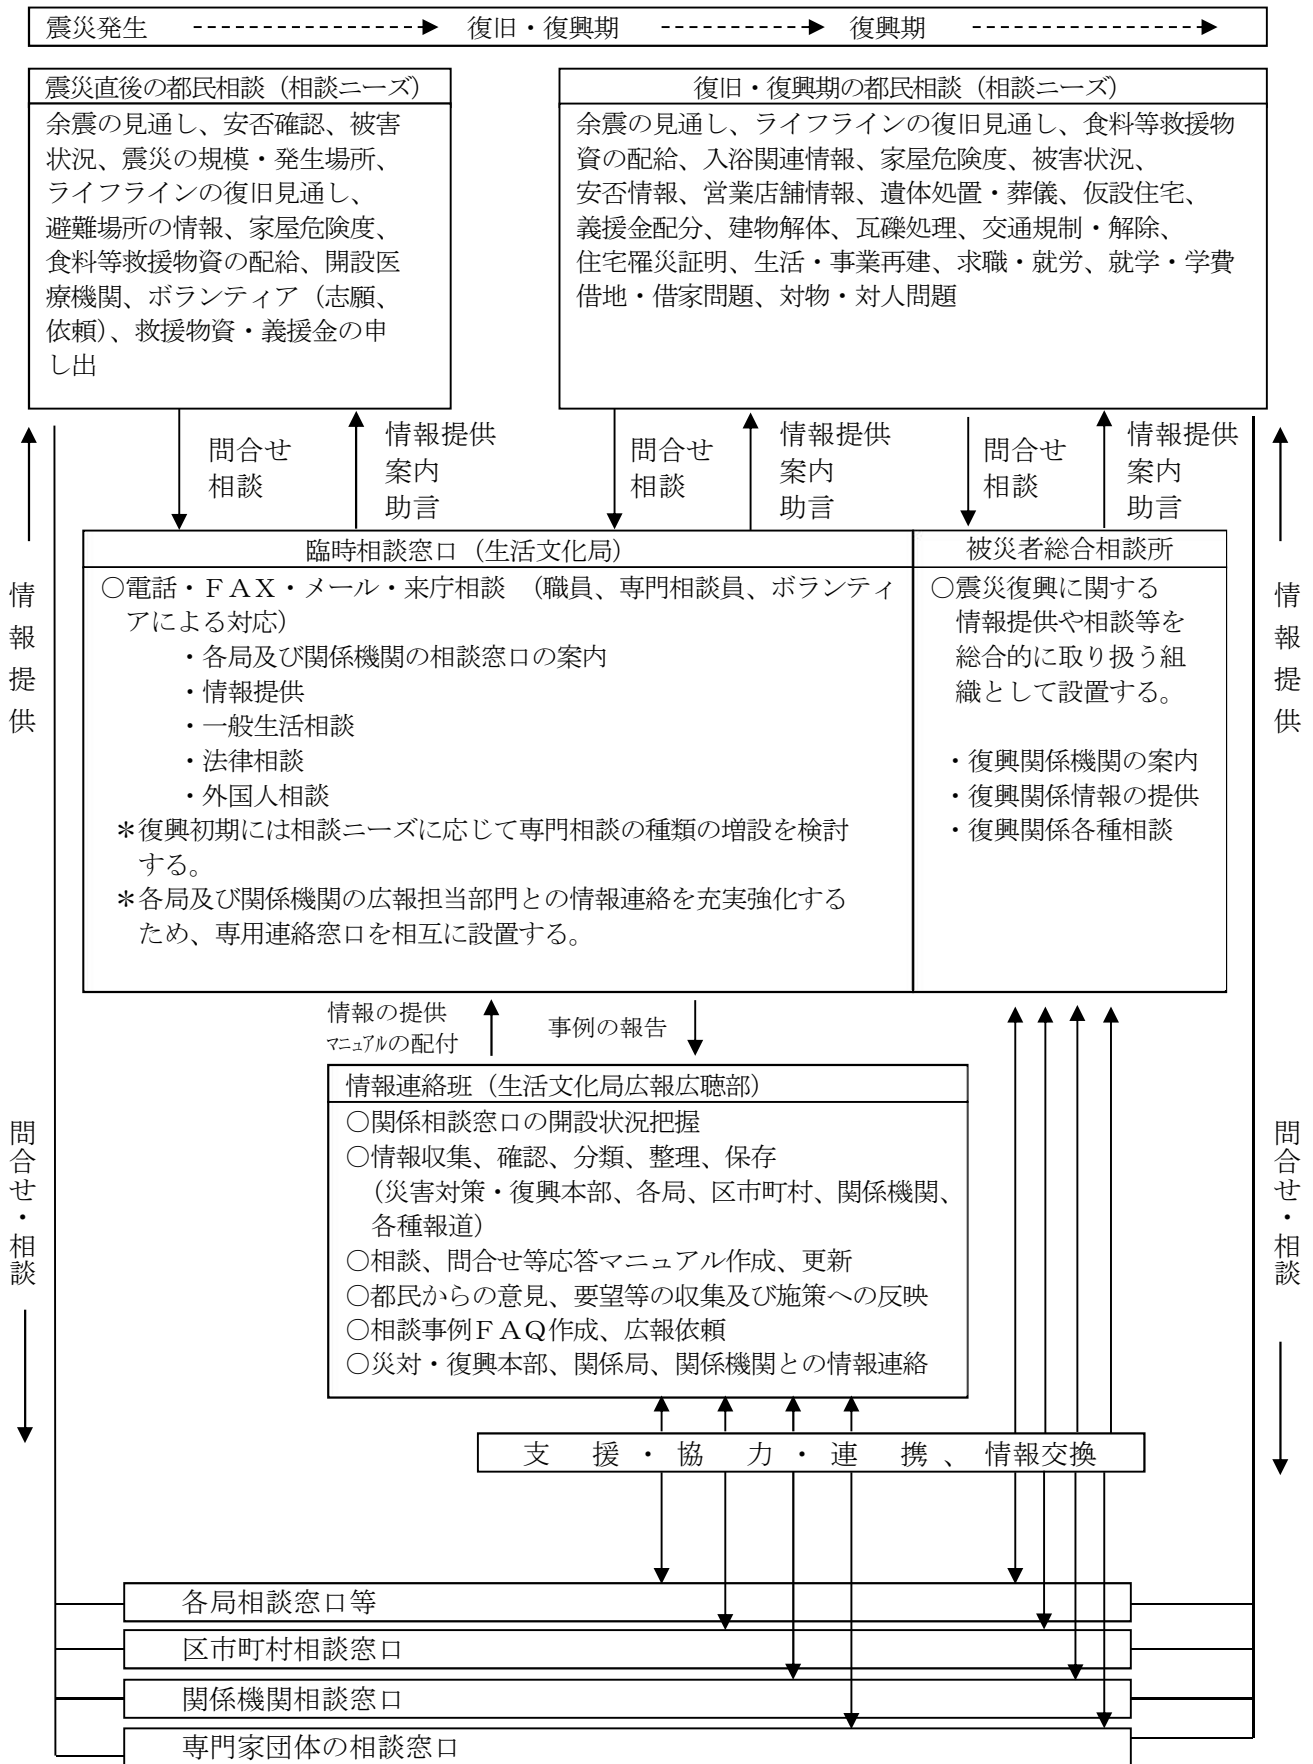 震災発生 復旧・復興期 復興期
震災直後の都民相談（相談ニーズ）
余震の見通し、安否確認、被害
状況、震災の規模・発生場所、
ライフラインの復旧見通し、
避難場所の情報、家屋危険度、
食料等救援物資の配給、開設医
療機関、ボランティア（志願、
依頼）、救援物資・義援金の申
し出
復旧・復興期の都民相談（相談ニーズ）
余震の見通し、ライフラインの復旧見通し、食料等救援物
資の配給、入浴関連情報、家屋危険度、被害状況、
安否情報、営業店舗情報、遺体処置・葬儀、仮設住宅、
義援金配分、建物解体、瓦礫処理、交通規制・解除、
住宅罹災証明、生活・事業再建、求職・就労、就学・学費
借地・借家問題、対物・対人問題
問合せ
相談
情報提供
案内
助言
問合せ
相談
情報提供
案内
助言
問合せ
相談
情報提供
案内
助言
情報提供
問合せ・相談
臨時相談窓口（生活文化局）
○電話・ＦＡＸ・メール・来庁相談　（職員、専門相談員、ボランティ
アによる対応）
・各局及び関係機関の相談窓口の案内
・情報提供
・一般生活相談
・法律相談
・外国人相談
＊復興初期には相談ニーズに応じて専門相談の種類の増設を検討
する。
＊各局及び関係機関の広報担当部門との情報連絡を充実強化する
ため、専用連絡窓口を相互に設置する。
被災者総合相談所
○震災復興に関する
情報提供や相談等を
総合的に取り扱う組
織として設置する。
・復興関係機関の案内
・復興関係情報の提供
・復興関係各種相談
情報提供
問合せ・相談
情報の提供
マニュアルの配付
事例の報告
情報連絡班（生活文化局広報広聴部）
○関係相談窓口の開設状況把握
○情報収集、確認、分類、整理、保存
（災害対策・復興本部、各局、区市町村、関係機関、
各種報道）
○相談、問合せ等応答マニュアル作成、更新
○都民からの意見、要望等の収集及び施策への反映
○相談事例ＦＡＱ作成、広報依頼
○災対・復興本部、関係局、関係機関との情報連絡
支　援・協　力・連　携、情報交換
各局相談窓口等
区市町村相談窓口
関係機関相談窓口
専門家団体の相談窓口